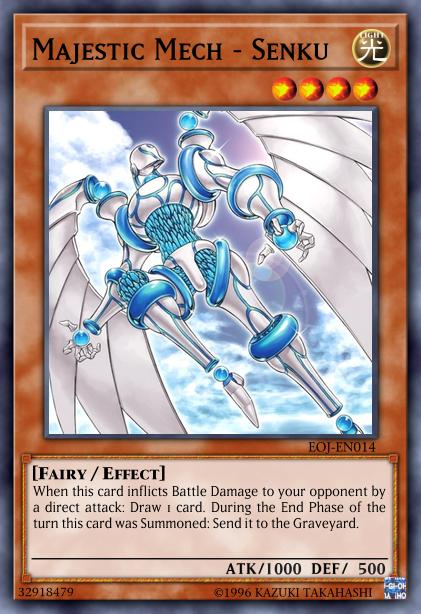 MAJESTIC MECH - SENKU
LIGHT
光
EOJ-EN014
[FAIRY / EFFECT]
When this card inflicts Battle Damage to your opponent by
a direct attack: Draw 1 card. During the End Phase of the
turn this card was Summoned: Send it to the Graveyard.
ATK/1000 DEF/ 500
32918479
©1996 KAZUKI TAKAHASHI